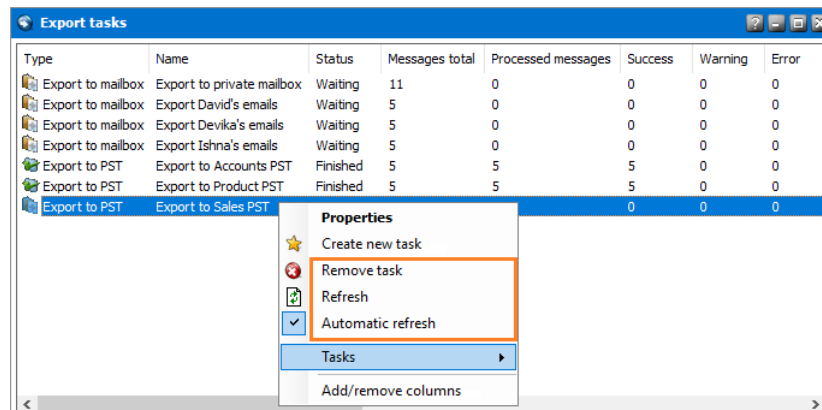 Export tasks
Type Name Status Messages total Processed messages Success Warning Error
Export to mailbox Export to private mailbox Waiting 11 0 0 0 0
Export to mailbox Export David's emails Waiting 5 0 0 0 0
Export to mailbox Export Devika's emails Waiting 5 0 0 0 0
Export to mailbox Export Ishna's emails Waiting 5 0 0 0 0
Export to PST Export to Accounts PST Finished 5 5 5 0 0
Export to PST Export to Product PST Finished 5 5 5 0 0
Export to PST Export to Sales PST 0 0 0
Properties
Create new task
Remove task
Refresh
Automatic refresh
Tasks
Add/remove columns